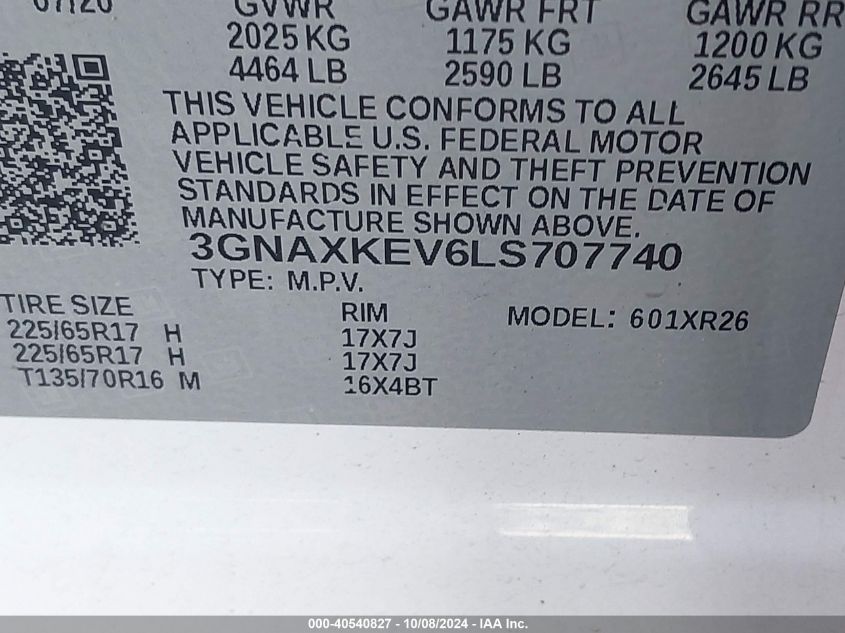 07/20 GVWR GAWR FRT GAWR RR
2025 KG 1175 KG 1200 KG
4464 LB 2590 LB 2645 LB
THIS VEHICLE CONFORMS TO ALL
APPLICABLE U.S. FEDERAL MOTOR
VEHICLE SAFETY AND THEFT PREVENTION
STANDARDS IN EFFECT ON THE DATE OF
MANUFACTURE SHOWN ABOVE.
3GNAXKEV6LS707740
TYPE: M.P.V.
TIRE SIZE RIM MODEL: 601XR26
225/65R17 H 17X7J
225/65R17 H 17X7J
T135/70R16 M 16X4BT
000-40540827 - 10/08/2024 - IAA Inc.